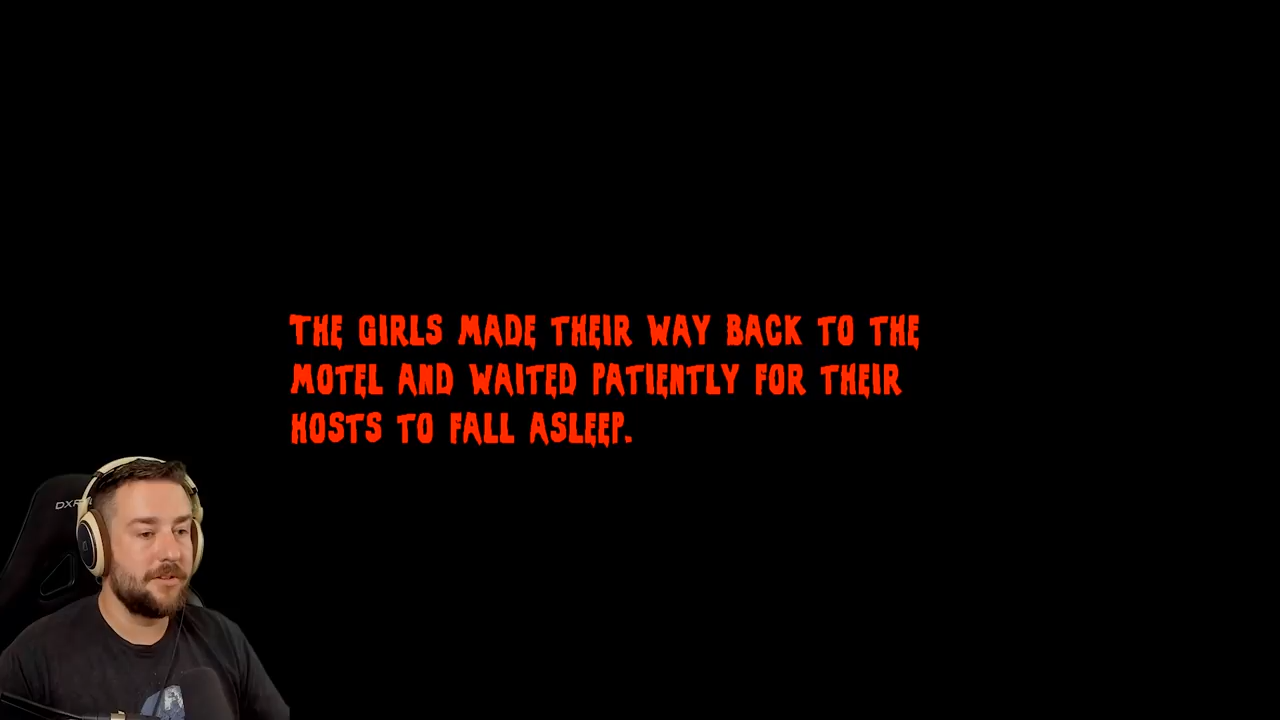 THE GIRLS MADE THEIR WAY BACK TO THE
MOTEL AND WAITED PATIENTLY FOR THEIR
HOSTS TO FALL ASLEEP.